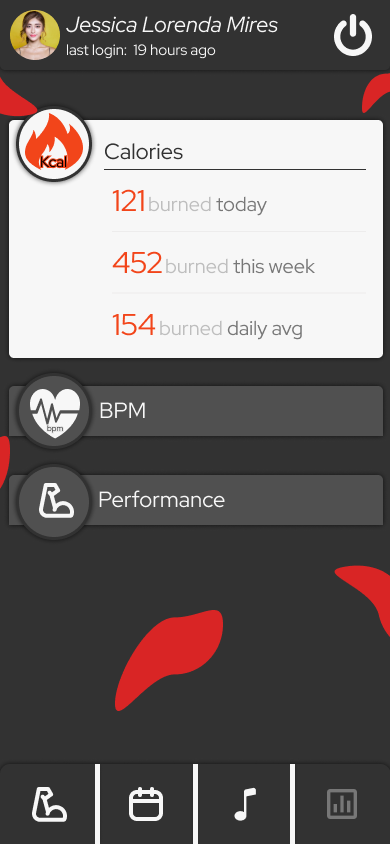 Jessica Lorenda Mires
last login: 19 hours ago
Kcal
Calories
121 burned today
452 burned this week
154 burned daily avg
bpm
BPM
Performance